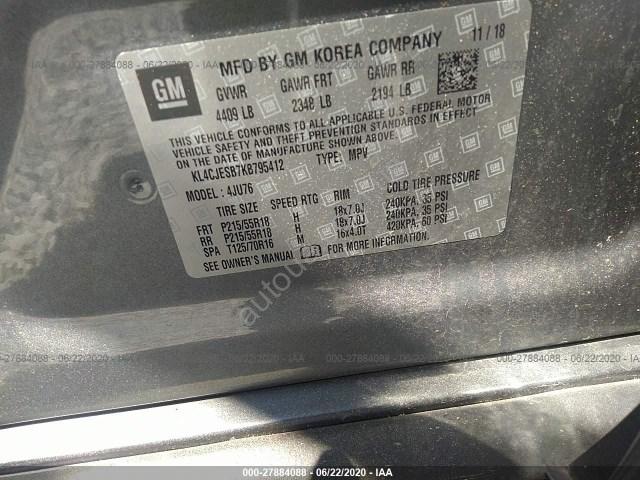 MFD BY GM KOREA COMPANY 11 / 18
GM
GVWR GAWR FRT GAWR RR
4409 LB 2348 LB 2194 LB
THIS VEHICLE CONFORMS TO ALL APPLICABLE U.S. FEDERAL MOTOR
VEHICLE SAFETY AND THEFT PREVENTION STANDARDS IN EFFECT
ON THE DATE OF MANUFACTURE SHOWN ABOVE.
KL4CJESB7KB795412 TYPE: MPV
MODEL: 4JU76
TIRE SIZE SPEED RTG RIM COLD TIRE PRESSURE
FRT P215/55R18 H 18x7.0J 240KPA, 35 PSI
RR P215/55R18 H 18x7.0J 240KPA, 35 PSI
SPA T125/70R16 M 16x4.0T 420KPA, 60 PSI
SEE OWNER'S MANUAL FOR MORE INFORMATION.
000-27884088 - 06/22/2020 - IAA
000-27884088 - 06/22/2020 - IAA
000-27884088 - 06/22/2020 - IAA